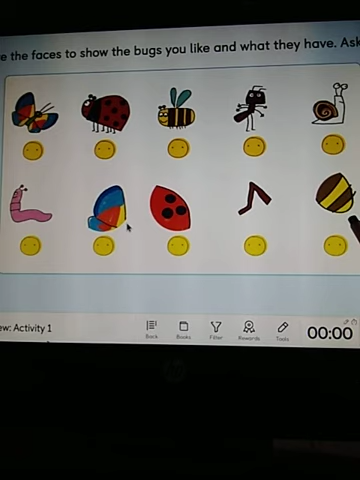 e the faces to show the bugs you like and what they have. Ask
ew: Activity 1
Back
Books
Filter
Rewards
Tools
00:00
hp